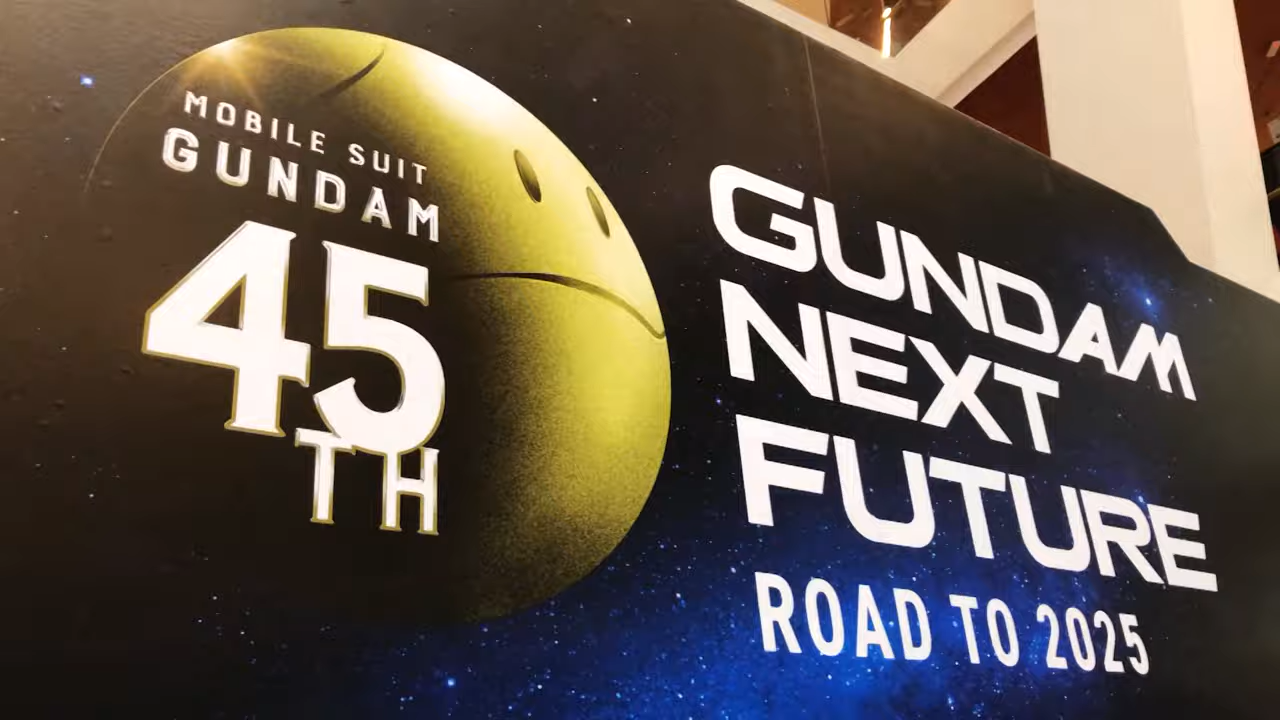 MOBILE SUIT
GUNDAM
45
TH
GUNDAM
NEXT
FUTURE
ROAD TO 2025